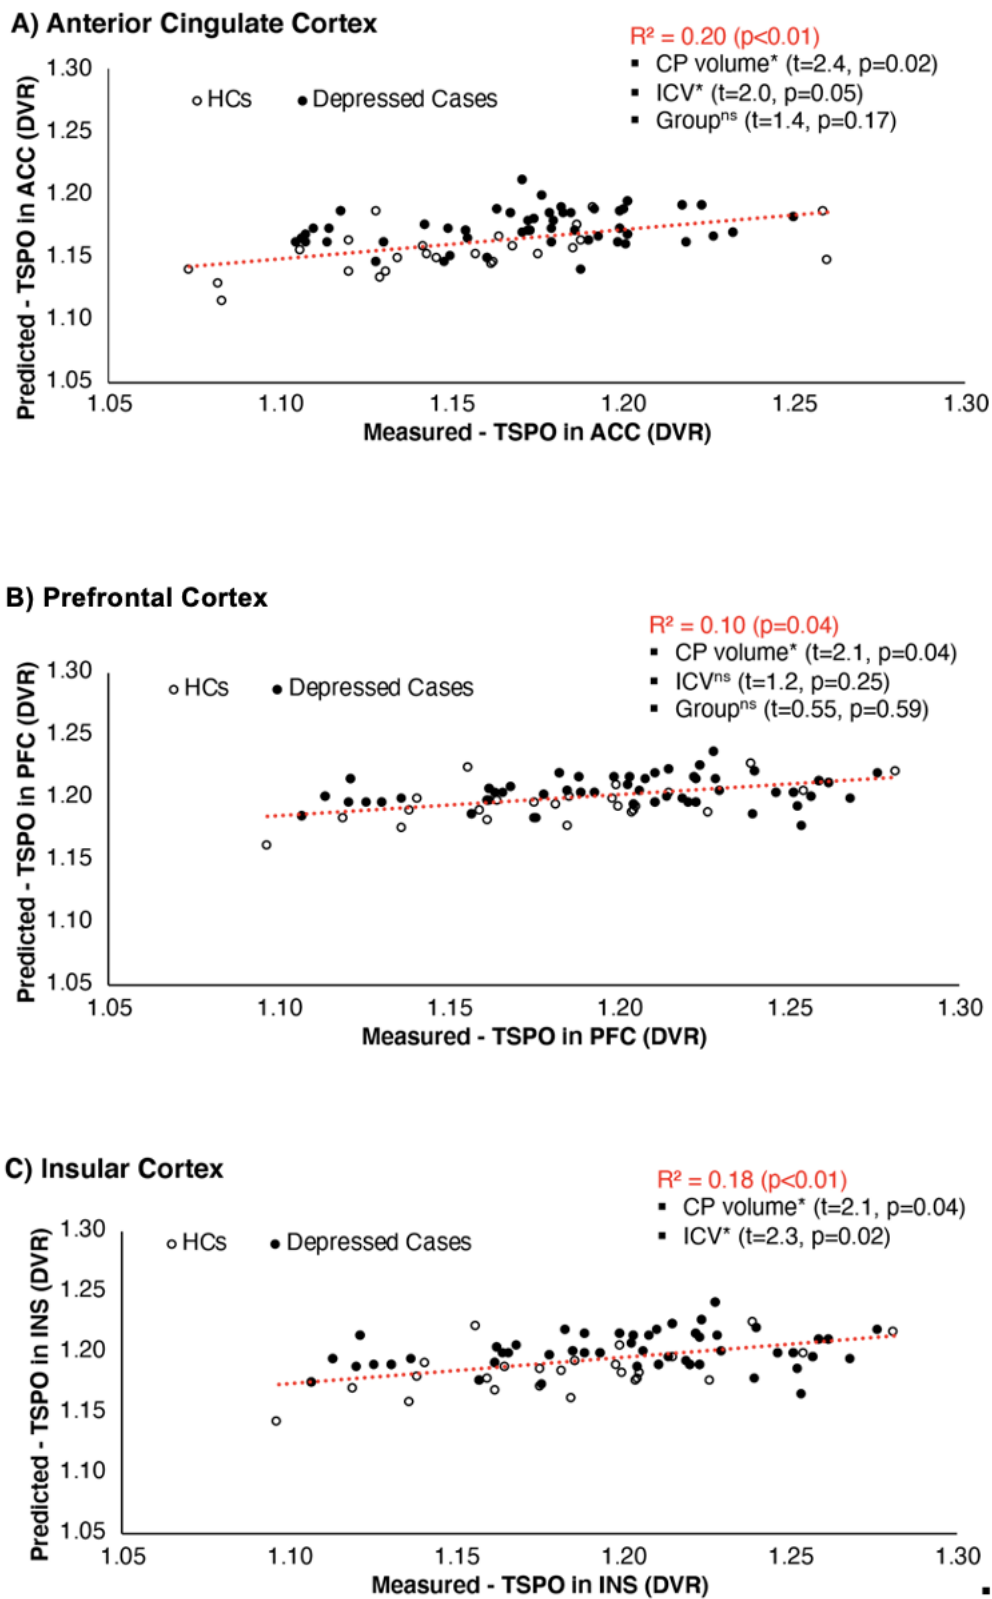 A) Anterior Cingulate Cortex
R² = 0.20 (p<0.01)
▪ CP volume* (t=2.4, p=0.02)
▪ ICV* (t=2.0, p=0.05)
▪ Groupⁿˢ (t=1.4, p=0.17)
HCs
Depressed Cases
Predicted - TSPO in ACC (DVR)
1.30
1.25
1.20
1.15
1.10
1.05
1.05 1.10 1.15 1.20 1.25 1.30
Measured - TSPO in ACC (DVR)
B) Prefrontal Cortex
R² = 0.10 (p=0.04)
▪ CP volume* (t=2.1, p=0.04)
▪ ICVⁿˢ (t=1.2, p=0.25)
▪ Groupⁿˢ (t=0.55, p=0.59)
HCs
Depressed Cases
Predicted - TSPO in PFC (DVR)
1.30
1.25
1.20
1.15
1.10
1.05
1.05 1.10 1.15 1.20 1.25 1.30
Measured - TSPO in PFC (DVR)
C) Insular Cortex
R² = 0.18 (p<0.01)
▪ CP volume* (t=2.1, p=0.04)
▪ ICV* (t=2.3, p=0.02)
HCs
Depressed Cases
Predicted - TSPO in INS (DVR)
1.30
1.25
1.20
1.15
1.10
1.05
1.05 1.10 1.15 1.20 1.25 1.30
Measured - TSPO in INS (DVR)